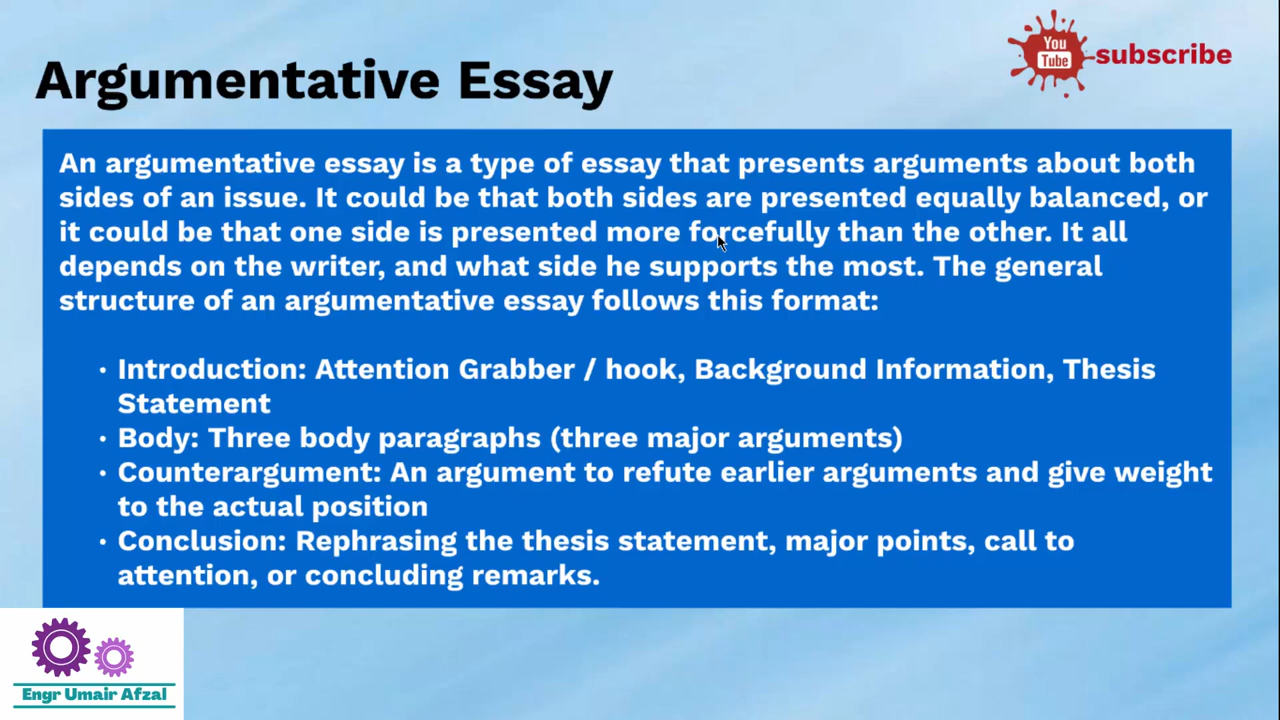 You
Tube
subscribe
Argumentative Essay
An argumentative essay is a type of essay that presents arguments about both
sides of an issue. It could be that both sides are presented equally balanced, or
it could be that one side is presented more forcefully than the other. It all
depends on the writer, and what side he supports the most. The general
structure of an argumentative essay follows this format:
• Introduction: Attention Grabber / hook, Background Information, Thesis
Statement
• Body: Three body paragraphs (three major arguments)
• Counterargument: An argument to refute earlier arguments and give weight
to the actual position
• Conclusion: Rephrasing the thesis statement, major points, call to
attention, or concluding remarks.
Engr Umair Afzal